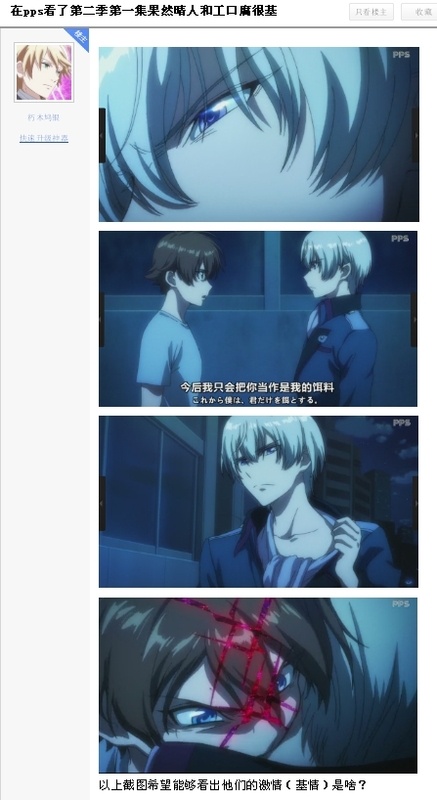 在pps看了第二季第一集果然晴人和工口腐很基
只看楼主
收藏
楼主
朽木鸠狼
PPS
PPS
今后我只会把你当作是我的饵料
これから僕は、君だけを餌とする。
PPS
PPS
以上截图希望能够看出他们的激情（基情）是啥？